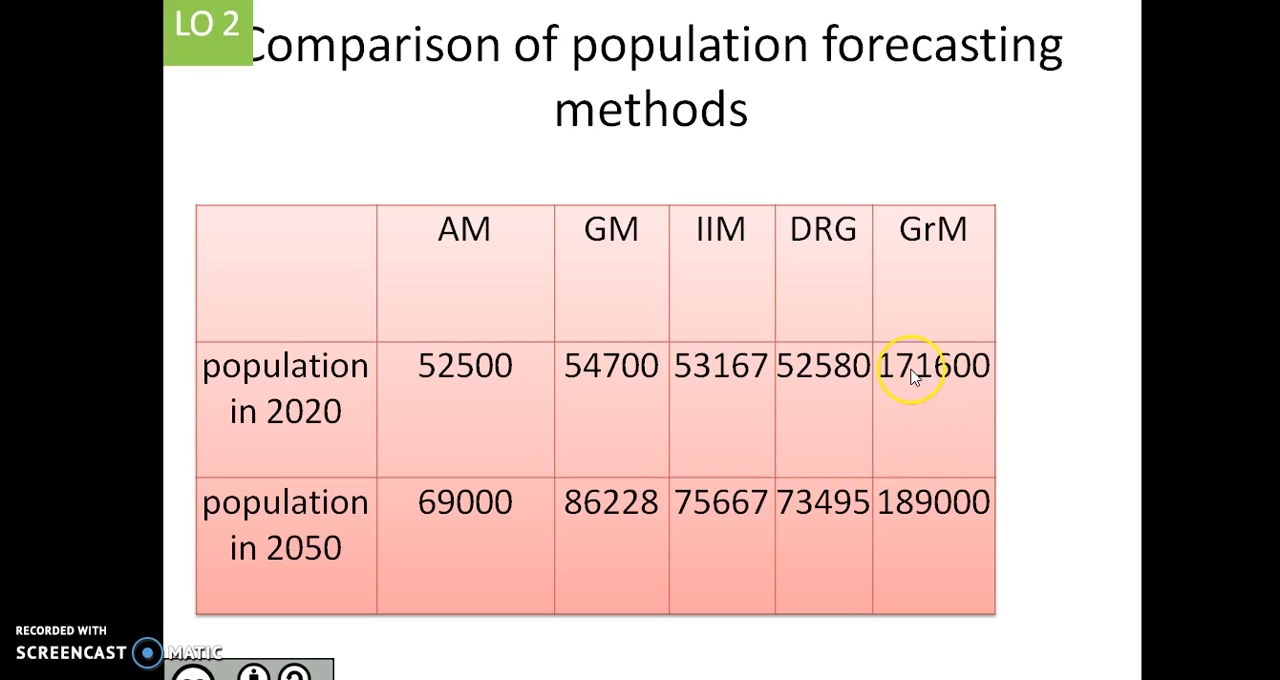 LO 2
Comparison of population forecasting
methods
AM GM IIM DRG GrM
population 52500 54700 53167 52580 171600
in 2020
population 69000 86228 75667 73495 189000
in 2050
RECORDED WITH
SCREENCAST MATIC